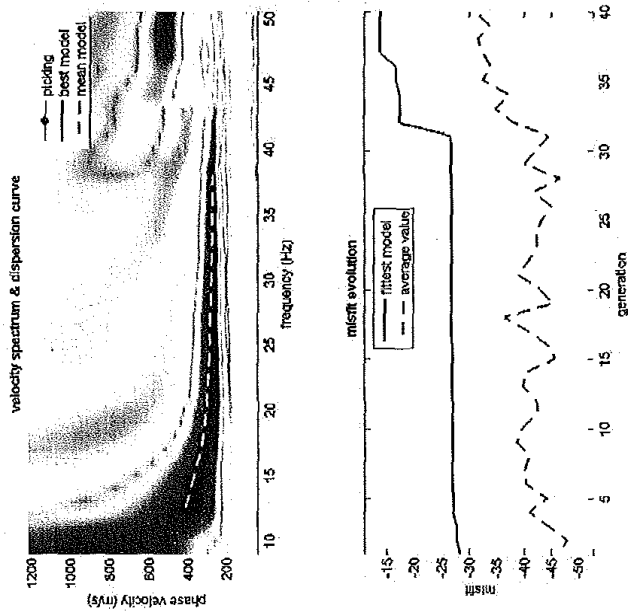 velocity spectrum & dispersion curve
picking
best model
mean model
1200
1000
800
600
400
200
phase velocity (m/s)
10 15 20 25 30 35 40 45 50
frequency (Hz)
misfit evolution
fittest model
average value
-15
-20
-25
-30
-35
-40
-45
-50
misfit
5 10 15 20 25 30 35 40
generation